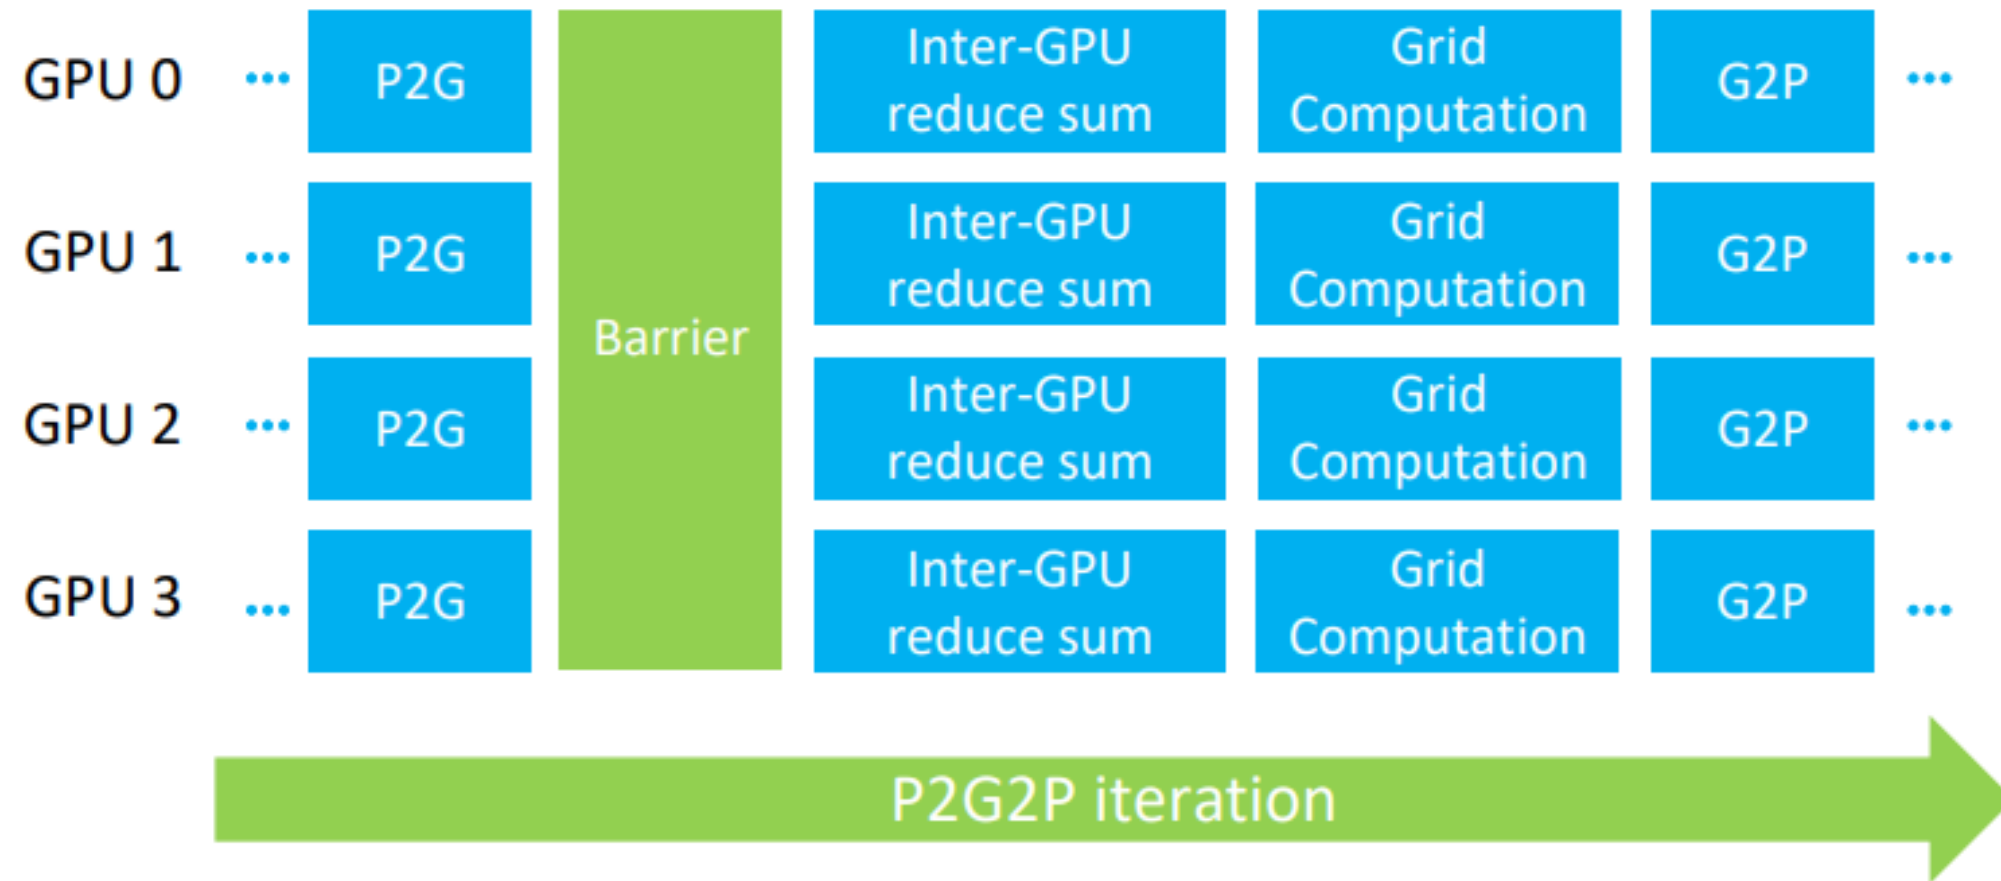 GPU 0 ... P2G Inter-GPU reduce sum Grid Computation G2P ...
GPU 1 ... P2G Inter-GPU reduce sum Grid Computation G2P ...
Barrier
GPU 2 ... P2G Inter-GPU reduce sum Grid Computation G2P ...
GPU 3 ... P2G Inter-GPU reduce sum Grid Computation G2P ...
P2G2P iteration